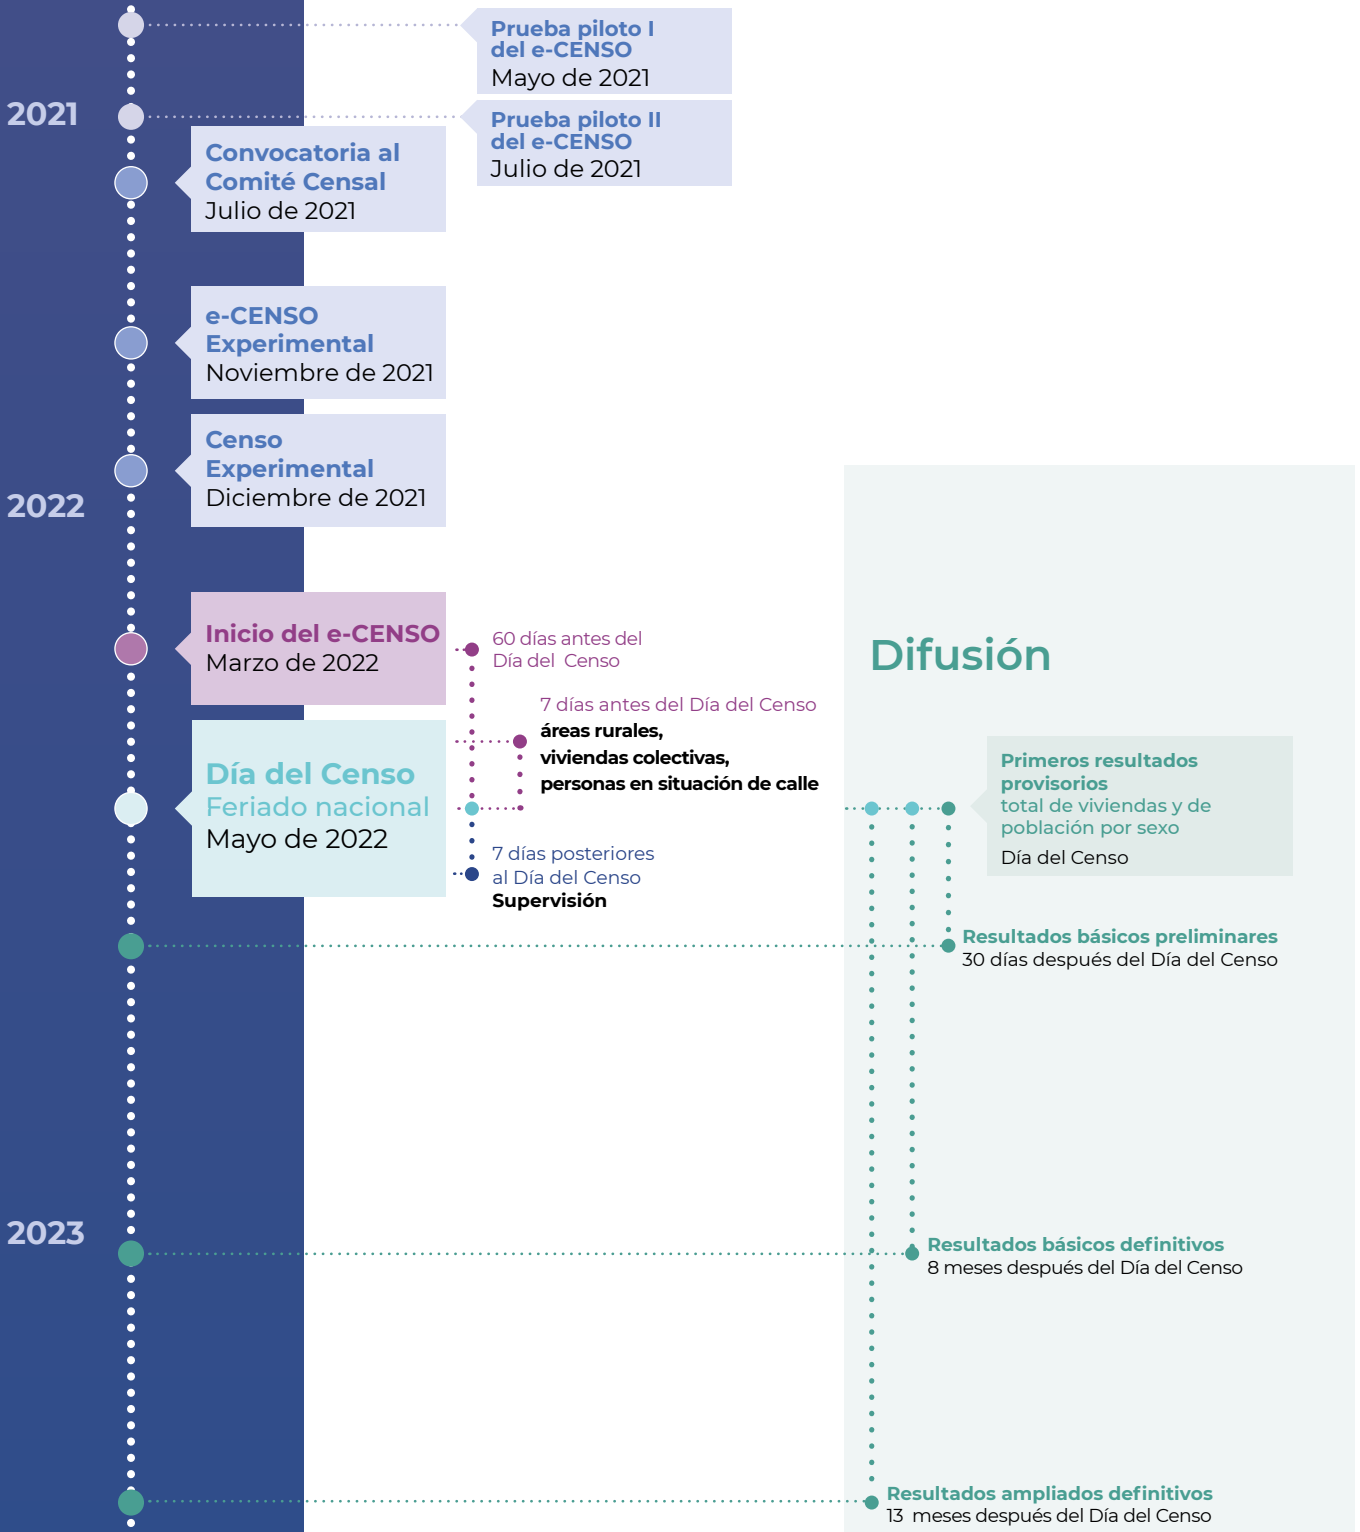 Prueba piloto I
del e-CENSO
Mayo de 2021
2021
Prueba piloto II
del e-CENSO
Julio de 2021
Convocatoria al
Comité Censal
Julio de 2021
e-CENSO
Experimental
Noviembre de 2021
Censo
Experimental
Diciembre de 2021
2022
Inicio del e-CENSO
Marzo de 2022
60 días antes del
Día del Censo
7 días antes del Día del Censo
áreas rurales,
viviendas colectivas,
personas en situación de calle
Día del Censo
Feriado nacional
Mayo de 2022
7 días posteriores
al Día del Censo
Supervisión
Difusión
Primeros resultados
provisorios
total de viviendas y de
población por sexo
Día del Censo
Resultados básicos preliminares
30 días después del Día del Censo
2023
Resultados básicos definitivos
8 meses después del Día del Censo
Resultados ampliados definitivos
13 meses después del Día del Censo